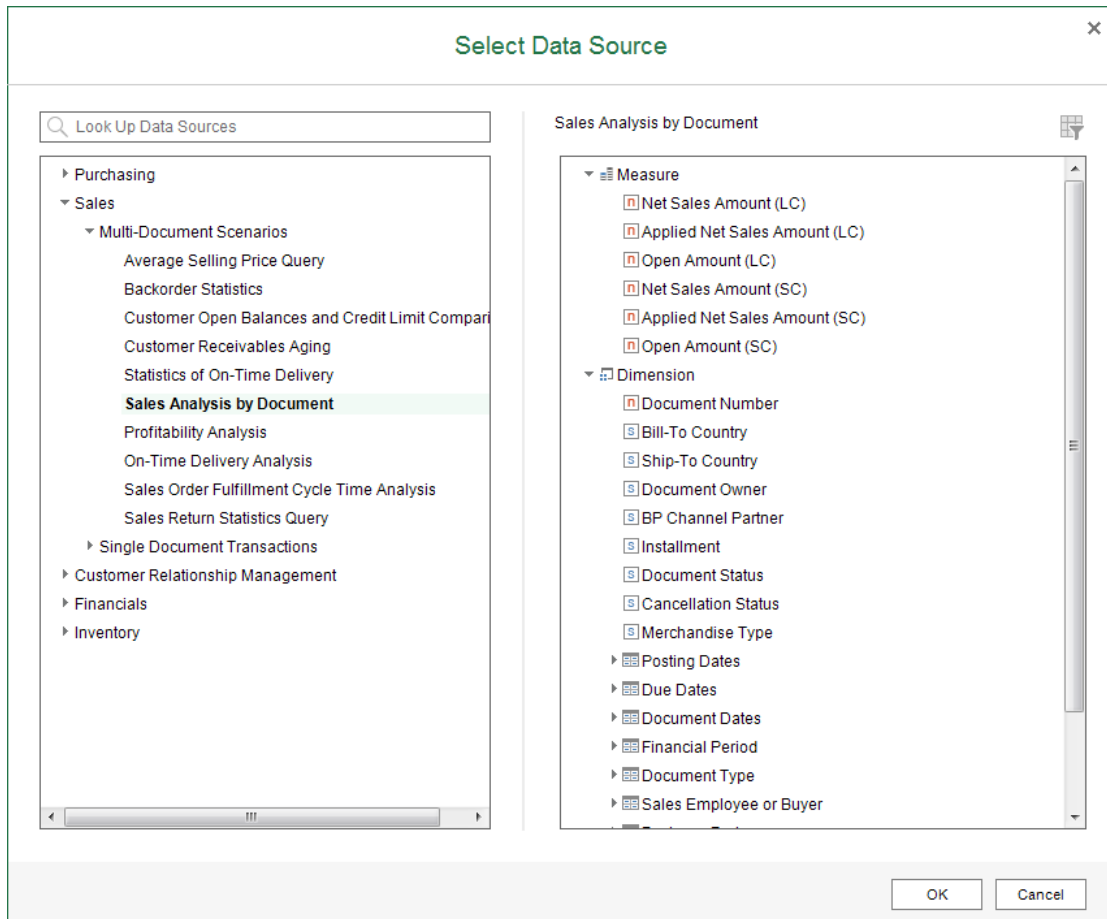 Select Data Source
Look Up Data Sources
Purchasing
Sales
Multi-Document Scenarios
Average Selling Price Query
Backorder Statistics
Customer Open Balances and Credit Limit Compari
Customer Receivables Aging
Statistics of On-Time Delivery
Sales Analysis by Document
Profitability Analysis
On-Time Delivery Analysis
Sales Order Fulfillment Cycle Time Analysis
Sales Return Statistics Query
Single Document Transactions
Customer Relationship Management
Financials
Inventory
Sales Analysis by Document
Measure
n Net Sales Amount (LC)
n Applied Net Sales Amount (LC)
n Open Amount (LC)
n Net Sales Amount (SC)
n Applied Net Sales Amount (SC)
n Open Amount (SC)
Dimension
n Document Number
s Bill-To Country
s Ship-To Country
s Document Owner
s BP Channel Partner
s Installment
s Document Status
s Cancellation Status
s Merchandise Type
Posting Dates
Due Dates
Document Dates
Financial Period
Document Type
Sales Employee or Buyer
OK
Cancel